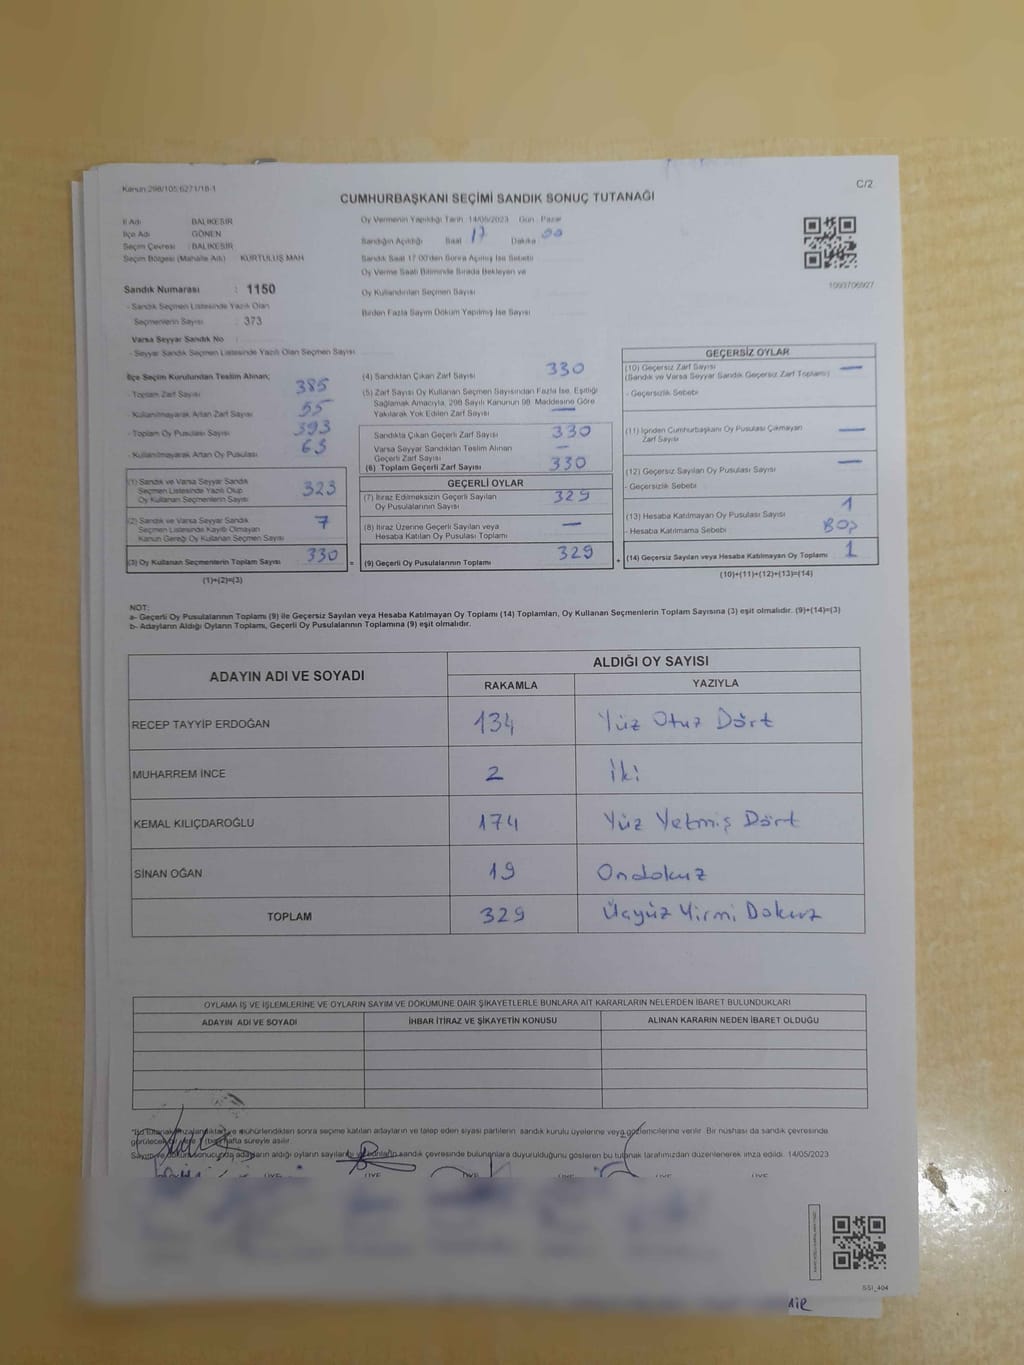 Kanun:298/105,6271/18-1
C/2
CUMHURBAŞKANI SEÇİMİ SANDIK SONUÇ TUTANAĞI
İl Adı : BALIKESİR
İlçe Adı : GÖNEN
Seçim Çevresi : BALIKESİR
Seçim Bölgesi (Mahalle Adı) : KURTULUŞ MAH
Sandık Numarası : 1150
- Sandık Seçmen Listesinde Yazılı Olan
Seçmenlerin Sayısı : 373
Varsa Seyyar Sandık No
- Seyyar Sandık Seçmen Listesinde Yazılı Olan Seçmen Sayısı
Oy Vermenin Yapıldığı Tarih: 14/05/2023 Gün : Pazar
Sandığın Açıldığı Saat 17 Dakika 00
Sandık Saat 17:00'den Sonra Açılmış İse Sebebi
Oy Verme Saati Bitiminde Sırada Bekleyen ve
Oy Kullandırılan Seçmen Sayısı
Birden Fazla Sayım Döküm Yapılmış İse Sayısı
1093706927
İlçe Seçim Kurulundan Teslim Alınan;
- Toplam Zarf Sayısı 385
- Kullanılmayarak Artan Zarf Sayısı 55
- Toplam Oy Pusulası Sayısı 393
- Kullanılmayarak Artan Oy Pusulası 63
(1) Sandık ve Varsa Seyyar Sandık
Seçmen Listesinde Yazılı Olup
Oy Kullanan Seçmenlerin Sayısı 323
(2) Sandık ve Varsa Seyyar Sandık
Seçmen Listesinde Kayıtlı Olmayan
Kanun Gereği Oy Kullanan Seçmen Sayısı 7
(3) Oy Kullanan Seçmenlerin Toplam Sayısı 330
(1)+(2)=(3)
=
(4) Sandıktan Çıkan Zarf Sayısı 330
(5) Zarf Sayısı Oy Kullanan Seçmen Sayısından Fazla İse, Eşitliği
Sağlamak Amacıyla, 298 Sayılı Kanunun 98. Maddesine Göre
Yakılarak Yok Edilen Zarf Sayısı —
Sandıkta Çıkan Geçerli Zarf Sayısı 330
Varsa Seyyar Sandıktan Teslim Alınan
Geçerli Zarf Sayısı —
(6) Toplam Geçerli Zarf Sayısı 330
GEÇERLİ OYLAR
(7) İtiraz Edilmeksizin Geçerli Sayılan
Oy Pusulalarının Sayısı 329
(8) İtiraz Üzerine Geçerli Sayılan veya
Hesaba Katılan Oy Pusulası Toplamı —
(9) Geçerli Oy Pusulalarının Toplamı 329
+
GEÇERSİZ OYLAR
(10) Geçersiz Zarf Sayısı —
(Sandık ve Varsa Seyyar Sandık Geçersiz Zarf Toplamı)
- Geçersizlik Sebebi
(11) İçinden Cumhurbaşkanı Oy Pusulası Çıkmayan
Zarf Sayısı —
(12) Geçersiz Sayılan Oy Pusulası Sayısı —
- Geçersizlik Sebebi
(13) Hesaba Katılmayan Oy Pusulası Sayısı 1
- Hesaba Katılmama Sebebi BOŞ
(14) Geçersiz Sayılan veya Hesaba Katılmayan Oy Toplamı 1
(10)+(11)+(12)+(13)=(14)
NOT:
a- Geçerli Oy Pusulalarının Toplamı (9) ile Geçersiz Sayılan veya Hesaba Katılmayan Oy Toplamı (14) Toplamları, Oy Kullanan Seçmenlerin Toplam Sayısına (3) eşit olmalıdır. (9)+(14)=(3)
b- Adayların Aldığı Oyların Toplamı, Geçerli Oy Pusulalarının Toplamına (9) eşit olmalıdır.
ADAYIN ADI VE SOYADI
ALDIĞI OY SAYISI
RAKAMLA YAZIYLA
RECEP TAYYİP ERDOĞAN 134 Yüz Otuz Dört
MUHARREM İNCE 2 İki
KEMAL KILIÇDAROĞLU 174 Yüz Yetmiş Dört
SİNAN OĞAN 19 Ondokuz
TOPLAM 329 Üçyüz Yirmi Dokuz
OYLAMA İŞ VE İŞLEMLERİNE VE OYLARIN SAYIM VE DÖKÜMÜNE DAİR ŞİKAYETLERLE BUNLARA AİT KARARLARIN NELERDEN İBARET BULUNDUKLARI
ADAYIN ADI VE SOYADI İHBAR İTİRAZ VE ŞİKAYETİN KONUSU ALINAN KARARIN NEDEN İBARET OLDUĞU
mühürlendikten sonra seçime katılan adayların ve talep eden siyasi partilerin sandık kurulu üyelerine veya gözlemcilerine verilir. Bir nüshası da sandık çevresinde
hafta süreyle asılır.
adayların aldığı oyların sandık çevresinde bulunanlara duyurulduğunu gösteren bu tutanak tarafımızdan düzenlenerek imza edildi. 14/05/2023
ÜYE ÜYE ÜYE ÜYE
SSI_404